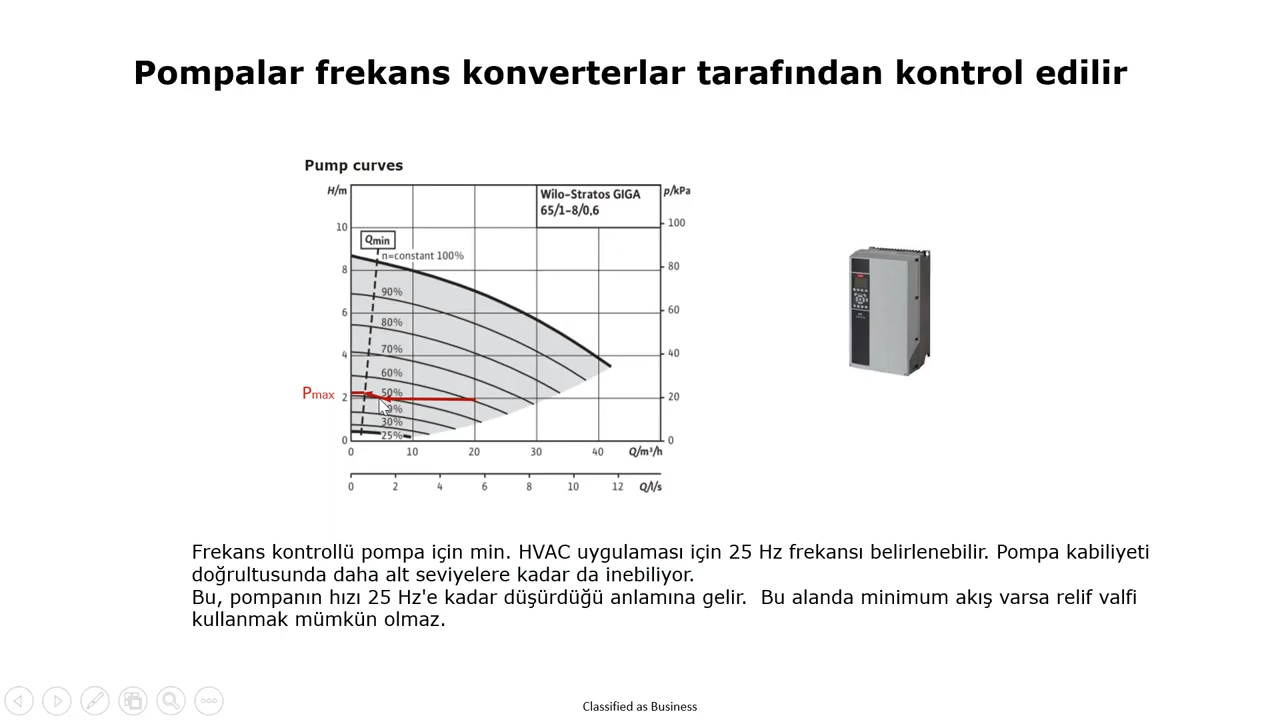 Pompalar frekans konverterlar tarafından kontrol edilir
Pump curves
H/m
p/kPa
Wilo-Stratos GIGA
65/1-8/0,6
Qmin
n=constant 100%
90%
80%
70%
60%
50%
30%
25%
10
8
6
4
2
0
100
80
60
40
20
0
Pmax
0 10 20 30 40 Q/m³/h
0 2 4 6 8 10 12 Q/l/s
Frekans kontrollü pompa için min. HVAC uygulaması için 25 Hz frekansı belirlenebilir. Pompa kabiliyeti
doğrultusunda daha alt seviyelere kadar da inebiliyor.
Bu, pompanın hızı 25 Hz'e kadar düşürdüğü anlamına gelir. Bu alanda minimum akış varsa relif valfi
kullanmak mümkün olmaz.
Classified as Business